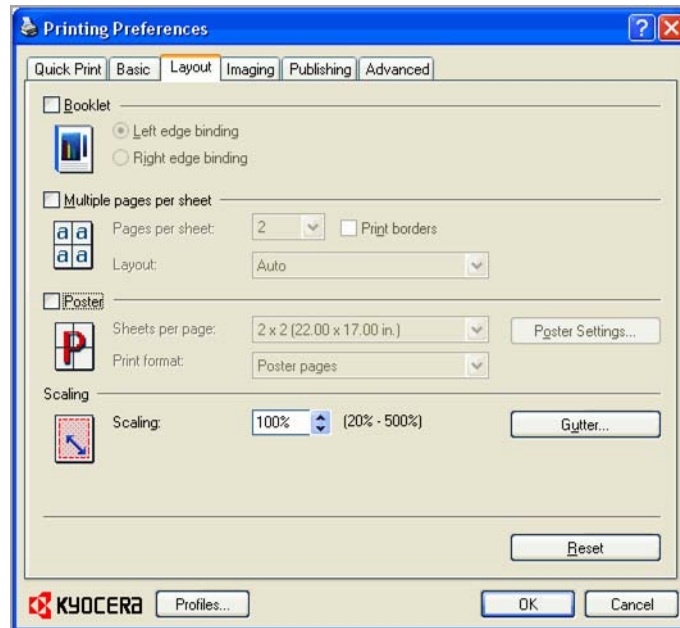 Printing Preferences
Quick Print Basic Layout Imaging Publishing Advanced
Booklet
Left edge binding
Right edge binding
Multiple pages per sheet
a a
a a
Pages per sheet: 2 Print borders
Layout: Auto
Poster
P
Sheets per page: 2 x 2 (22.00 x 17.00 in.) Poster Settings...
Print format: Poster pages
Scaling
Scaling: 100% (20% - 500%) Gutter...
Reset
KYOCERA Profiles... OK Cancel